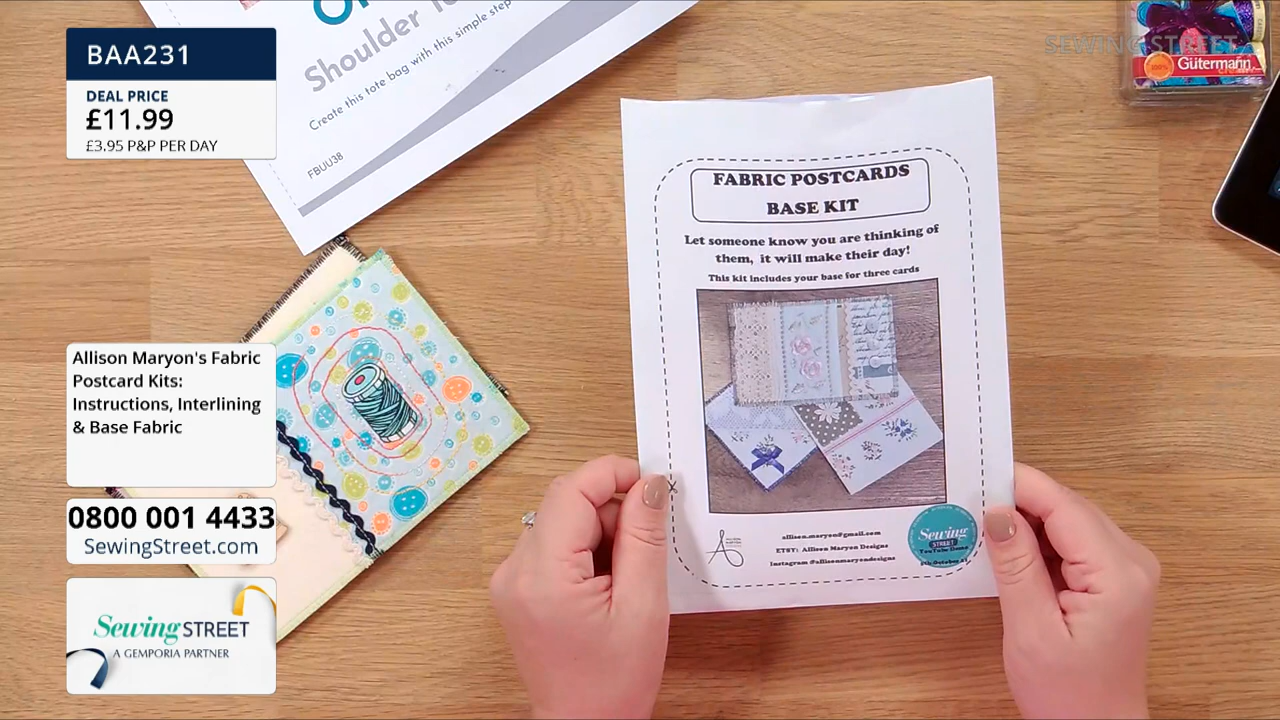 BAA231
DEAL PRICE
£11.99
£3.95 P&P PER DAY
Allison Maryon's Fabric
Postcard Kits:
Instructions, Interlining
& Base Fabric
0800 001 4433
SewingStreet.com
Sewing STREET
A GEMPORIA PARTNER
Shoulder
Create this tote bag with this simple step
FBUU38
SEWING STREET
Gütermann
100%
FABRIC POSTCARDS
BASE KIT
Let someone know you are thinking of
them, it will make their day!
This kit includes your base for three cards
allison.maryon@gmail.com
ETSY: Allison Maryon Designs
Instagram @allisonmaryondesigns
Sewing
STREET
YouTube Demo